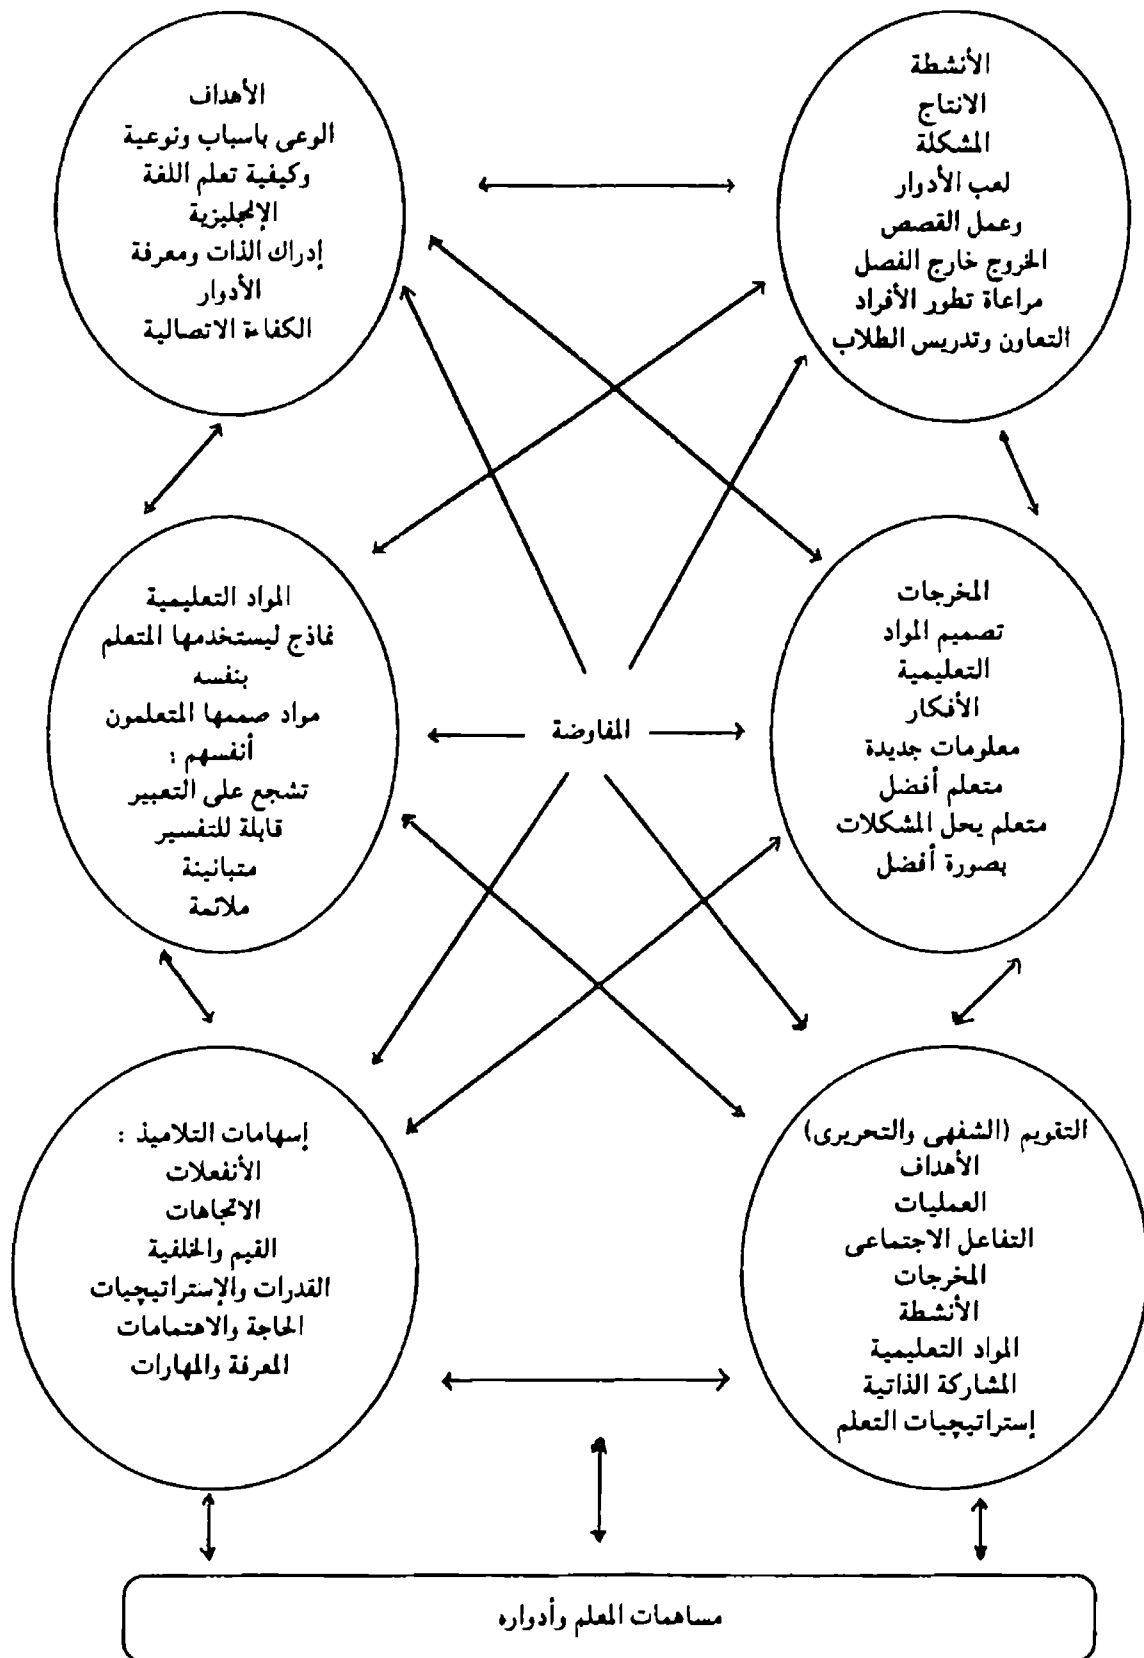 الأنشطة
الانتاج
المشكلة
لعب الأدوار
وعمل القصص
الخروج خارج الفصل
مراعاة تطور الأفراد
التعاون وتدريس الطلاب
الأهداف
الوعى باسباب ونوعية
وكيفية تعلم اللغة
الإنجليزية
إدراك الذات ومعرفة
الأدوار
الكفاءة الاتصالية
المخرجات
تصميم المواد
التعليمية
الأفكار
معلومات جديدة
متعلم أفضل
متعلم يحل المشكلات
بصورة أفضل
المفاوضة
المواد التعليمية
نماذج ليستخدمها المتعلم
بنفسه
مواد صممها المتعلمون
أنفسهم :
تشجع على التعبير
قابلة للتفسير
متبانينة
ملائمة
التقويم (الشفهى والتحريرى)
الأهداف
العمليات
التفاعل الاجتماعى
المخرجات
الأنشطة
المواد التعليمية
المشاركة الذاتية
إستراتيچيات التعلم
إسهامات التلاميذ :
الأنفعلات
الاتجاهات
القيم والخلفية
القدرات والإستراتيچيات
الحاجة والاهتمامات
المعرفة والمهارات
مساهمات المعلم وأدواره